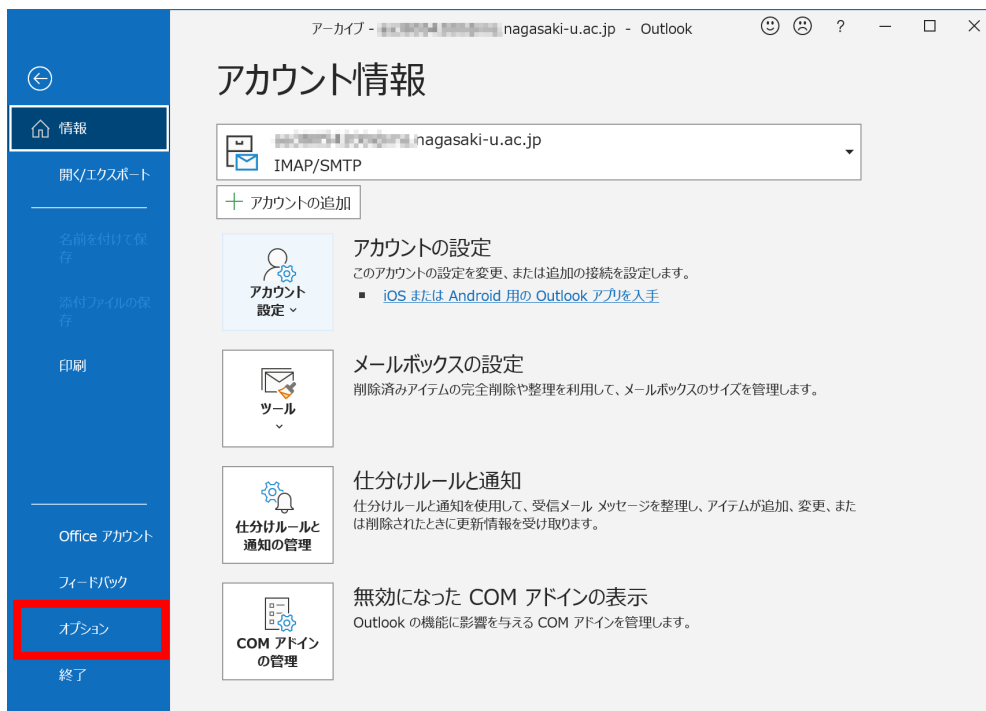 アーカイブ - nagasaki-u.ac.jp - Outlook
?
情報
開く/エクスポート
名前を付けて保
存
添付ファイルの保
存
印刷
Office アカウント
フィードバック
オプション
終了
アカウント情報
nagasaki-u.ac.jp
IMAP/SMTP
アカウントの追加
アカウント
設定
アカウントの設定
このアカウントの設定を変更、または追加の接続を設定します。
iOS または Android 用の Outlook アプリを入手
ツール
メールボックスの設定
削除済みアイテムの完全削除や整理を利用して、メールボックスのサイズを管理します。
仕分けルールと
通知の管理
仕分けルールと通知
仕分けルールと通知を使用して、受信メール メッセージを整理し、アイテムが追加、変更、また
は削除されたときに更新情報を受け取ります。
COM アドイン
の管理
無効になった COM アドインの表示
Outlook の機能に影響を与える COM アドインを管理します。